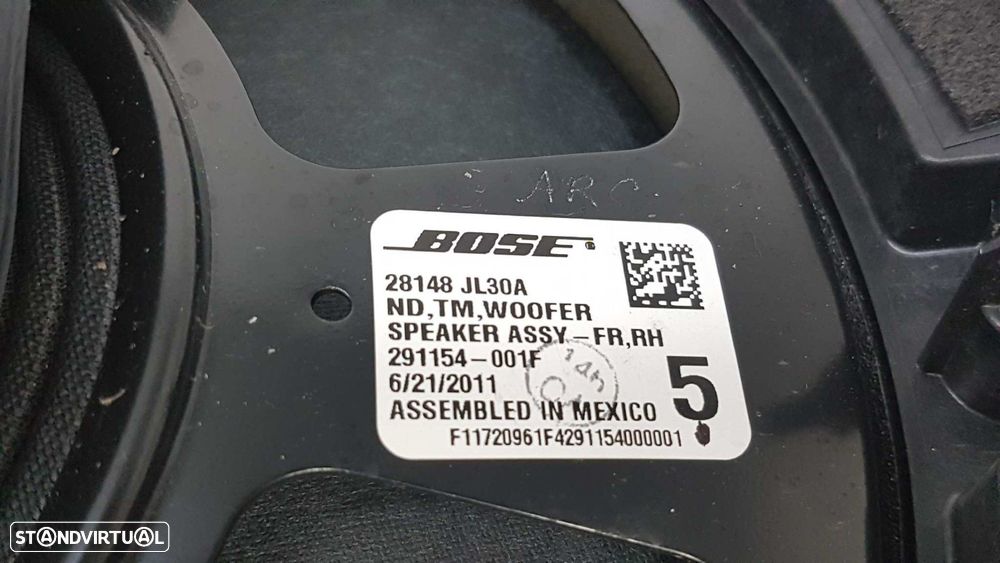 ARC
BOSE
28148 JL30A
ND,TM,WOOFER
SPEAKER ASSY-FR,RH
291154-001F
6/21/2011
5
ASSEMBLED IN MEXICO
F11720961F4291154000001
STANDVIRTUAL